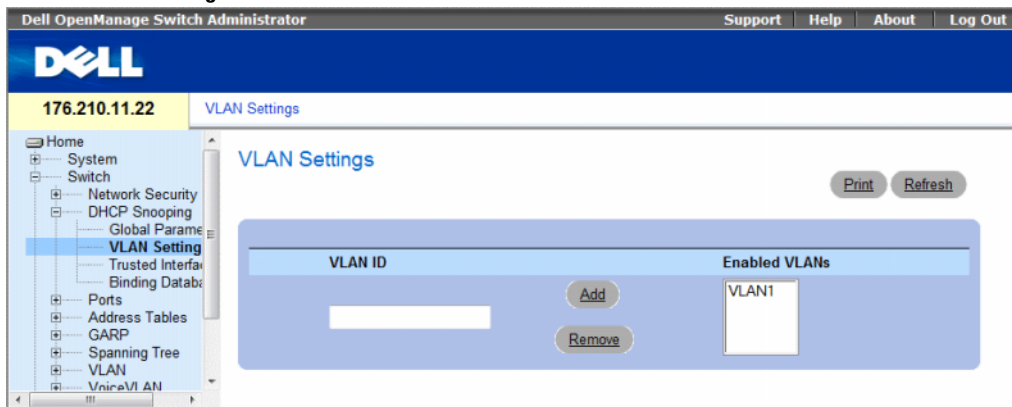 Dell OpenManage Switch Administrator Support Help About Log Out
DELL
176.210.11.22 VLAN Settings
Home
System
Switch
Network Security
DHCP Snooping
Global Parame
VLAN Setting
Trusted Interfa
Binding Databa
Ports
Address Tables
GARP
Spanning Tree
VLAN
VoiceVLAN
VLAN Settings
Print Refresh
VLAN ID Enabled VLANs
Add VLAN1
Remove